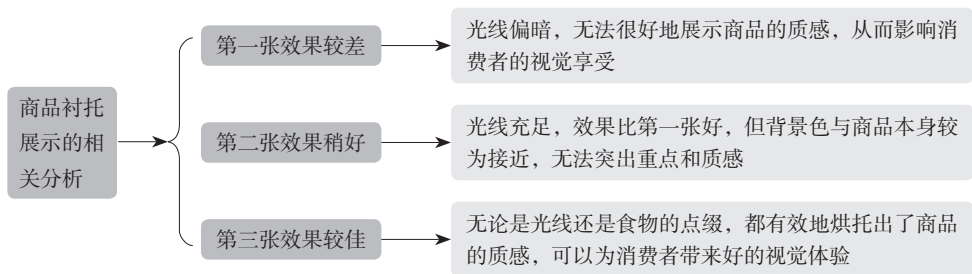 商品衬托
展示的相
关分析
第一张效果较差
光线偏暗，无法很好地展示商品的质感，从而影响消
费者的视觉享受
第二张效果稍好
光线充足，效果比第一张好，但背景色与商品本身较
为接近，无法突出重点和质感
第三张效果较佳
无论是光线还是食物的点缀，都有效地烘托出了商品
的质感，可以为消费者带来好的视觉体验